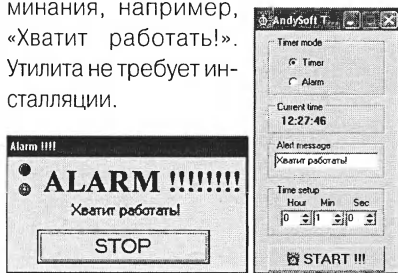 минания, например,
«Хватит работать!».
Утилита не требует ин-
сталляции.
Alarm !!!!
ALARM !!!!!!!!
Хватит работать!
STOP
AndySoft T...
Timer mode
Timer
Alarm
Current time
12:27:46
Alert message
Хватит работать!
Time setup
Hour Min Sec
0 1 0
START !!!